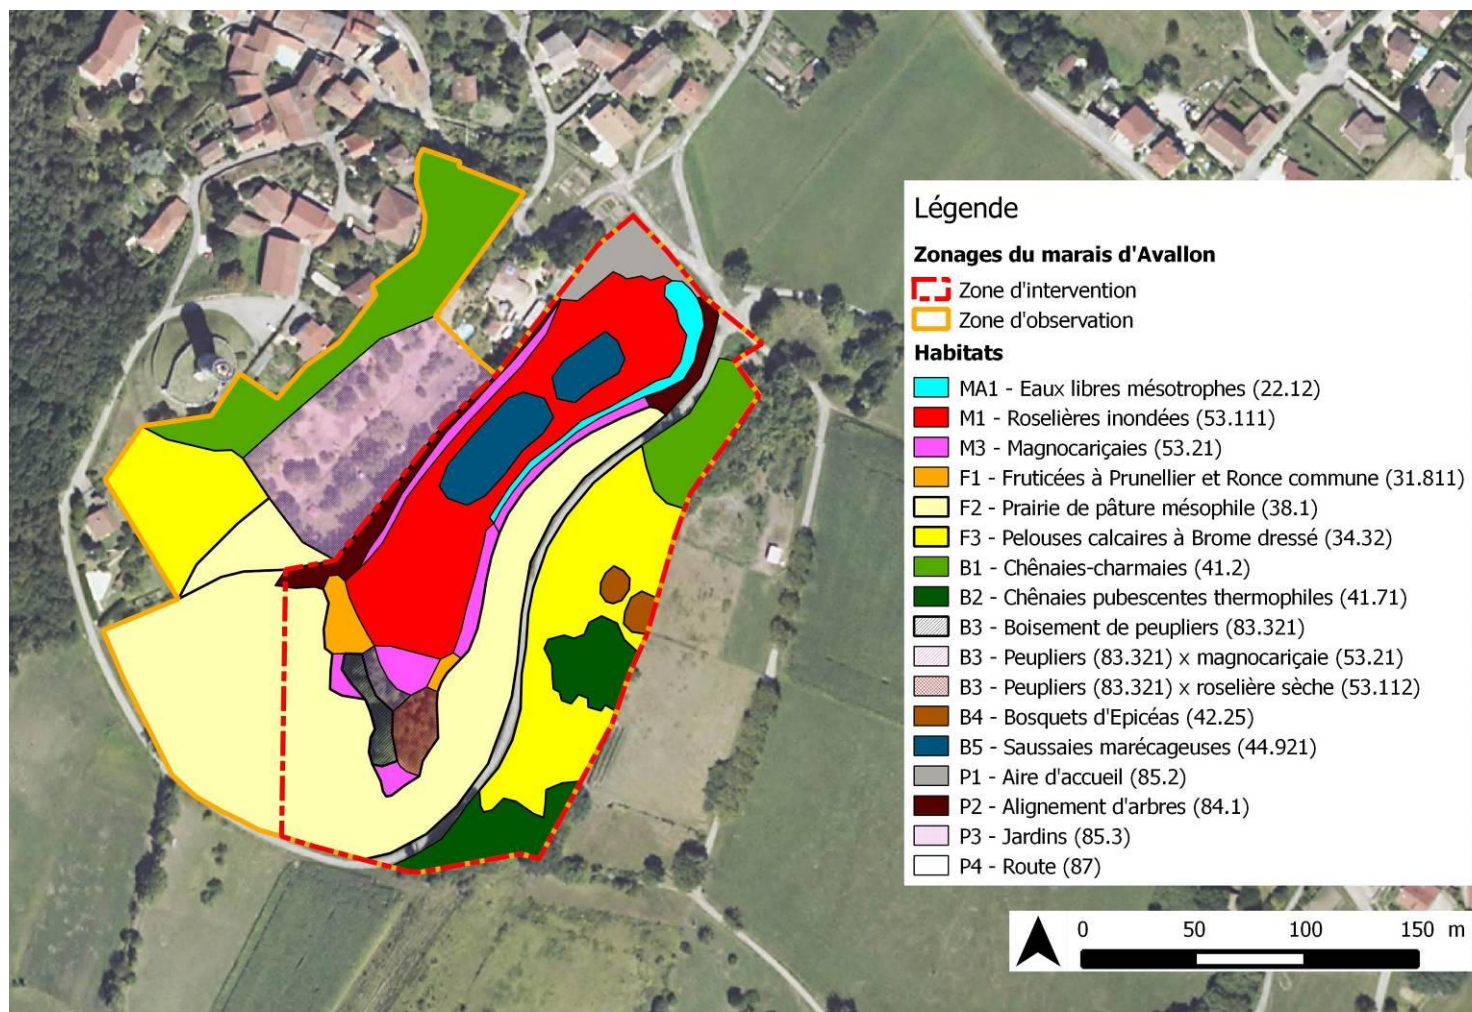 Légende
Zonages du marais d'Avallon
Zone d'intervention
Zone d'observation
Habitats
MA1 - Eaux libres mésotrophes (22.12)
M1 - Roselières inondées (53.111)
M3 - Magnocariçaies (53.21)
F1 - Fruticées à Prunellier et Ronce commune (31.811)
F2 - Prairie de pâture mésophile (38.1)
F3 - Pelouses calcaires à Brome dressé (34.32)
B1 - Chênaies-charmaies (41.2)
B2 - Chênaies pubescentes thermophiles (41.71)
B3 - Boisement de peupliers (83.321)
B3 - Peupliers (83.321) x magnocariçaie (53.21)
B3 - Peupliers (83.321) x roselière sèche (53.112)
B4 - Bosquets d'Epicéas (42.25)
B5 - Saussaies marécageuses (44.921)
P1 - Aire d'accueil (85.2)
P2 - Alignement d'arbres (84.1)
P3 - Jardins (85.3)
P4 - Route (87)
0 50 100 150 m